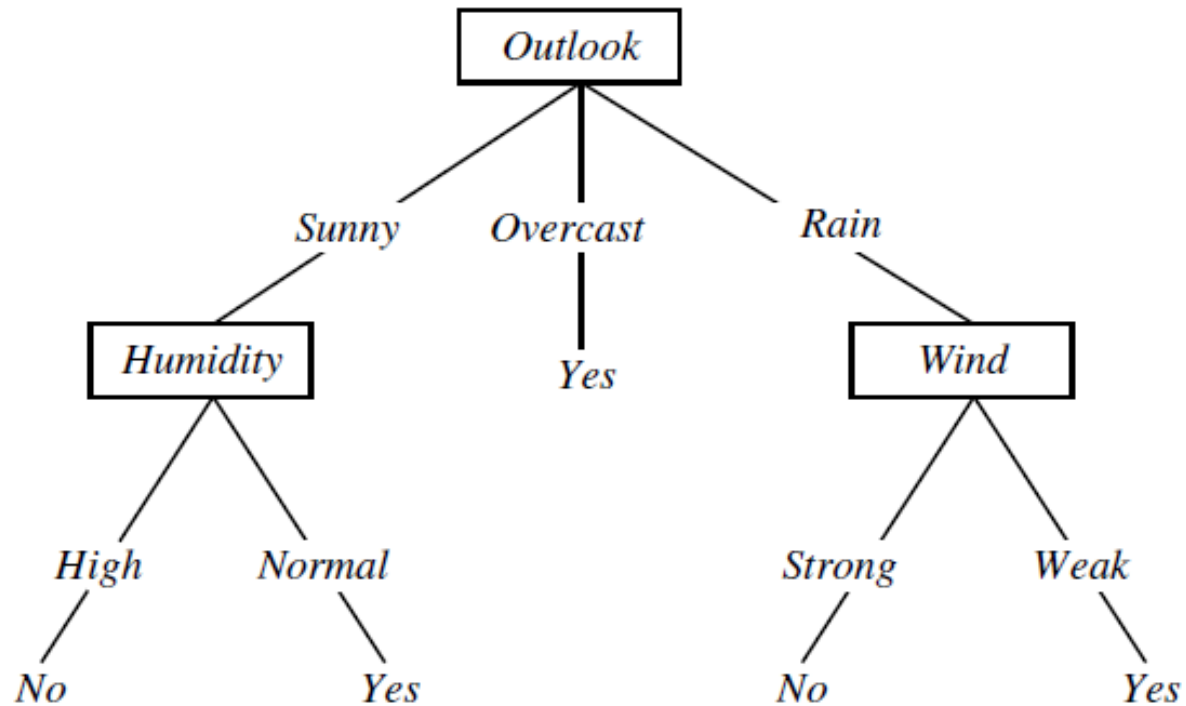 Outlook
Sunny Overcast Rain
Humidity Yes Wind
High Normal Strong Weak
No Yes No Yes